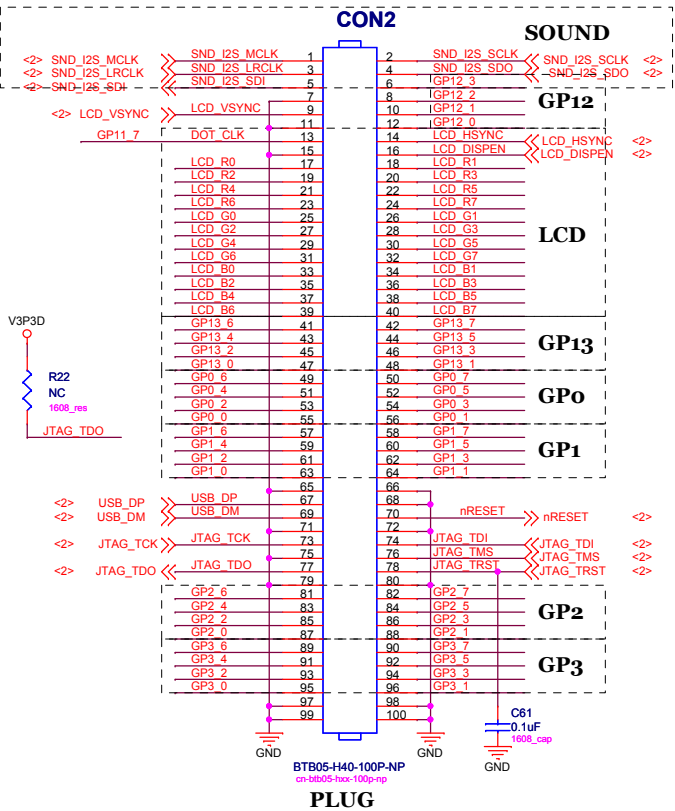 CON2
SOUND
<2> SND_I2S_MCLK SND_I2S_MCLK 1 2 SND_I2S_SCLK SND_I2S_SCLK <2>
<2> SND_I2S_LRCLK SND_I2S_LRCLK 3 4 SND_I2S_SDO SND_I2S_SDO <2>
<2> SND_I2S_SDI SND_I2S_SDI 5 6 GP12_3
7 8 GP12_2 GP12
<2> LCD_VSYNC LCD_VSYNC 9 10 GP12_1
11 12 GP12_0
GP11_7 DOT_CLK 13 14 LCD_HSYNC LCD_HSYNC <2>
15 16 LCD_DISPEN LCD_DISPEN <2>
LCD_R0 17 18 LCD_R1
LCD_R2 19 20 LCD_R3
LCD_R4 21 22 LCD_R5
LCD_R6 23 24 LCD_R7
LCD_G0 25 26 LCD_G1
LCD_G2 27 28 LCD_G3 LCD
LCD_G4 29 30 LCD_G5
LCD_G6 31 32 LCD_G7
LCD_B0 33 34 LCD_B1
LCD_B2 35 36 LCD_B3
LCD_B4 37 38 LCD_B5
LCD_B6 39 40 LCD_B7
GP13_6 41 42 GP13_7
GP13_4 43 44 GP13_5 GP13
GP13_2 45 46 GP13_3
GP13_0 47 48 GP13_1
GP0_6 49 50 GP0_7
GP0_4 51 52 GP0_5 GP0
GP0_2 53 54 GP0_3
GP0_0 55 56 GP0_1
GP1_6 57 58 GP1_7
GP1_4 59 60 GP1_5 GP1
GP1_2 61 62 GP1_3
GP1_0 63 64 GP1_1
65 66
<2> USB_DP USB_DP 67 68
<2> USB_DM USB_DM 69 70 nRESET nRESET <2>
71 72
<2> JTAG_TCK JTAG_TCK 73 74 JTAG_TDI JTAG_TDI <2>
75 76 JTAG_TMS JTAG_TMS <2>
<2> JTAG_TDO JTAG_TDO 77 78 JTAG_TRST JTAG_TRST <2>
79 80
GP2_6 81 82 GP2_7
GP2_4 83 84 GP2_5 GP2
GP2_2 85 86 GP2_3
GP2_0 87 88 GP2_1
GP3_6 89 90 GP3_7
GP3_4 91 92 GP3_5 GP3
GP3_2 93 94 GP3_3
GP3_0 95 96 GP3_1
97 98
99 100
V3P3D
R22
NC
1608_res
JTAG_TDO
C61
0.1uF
1608_cap
GND
GND
GND
BTB05-H40-100P-NP
cn-btb05-hxx-100p-np
PLUG